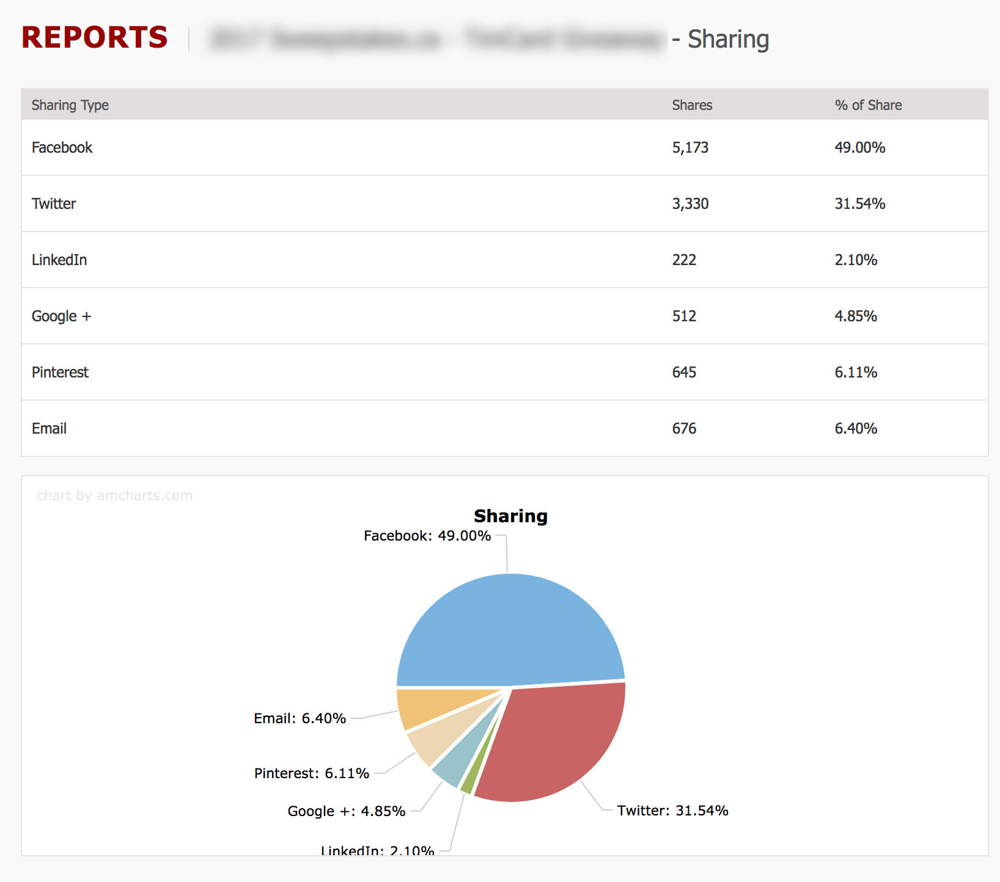 REPORTS - Sharing
Sharing Type Shares % of Share
Facebook 5,173 49.00%
Twitter 3,330 31.54%
LinkedIn 222 2.10%
Google + 512 4.85%
Pinterest 645 6.11%
Email 676 6.40%
chart by amcharts.com
Sharing
Facebook: 49.00%
Email: 6.40%
Pinterest: 6.11%
Google +: 4.85%
Twitter: 31.54%
LinkedIn: 2.10%